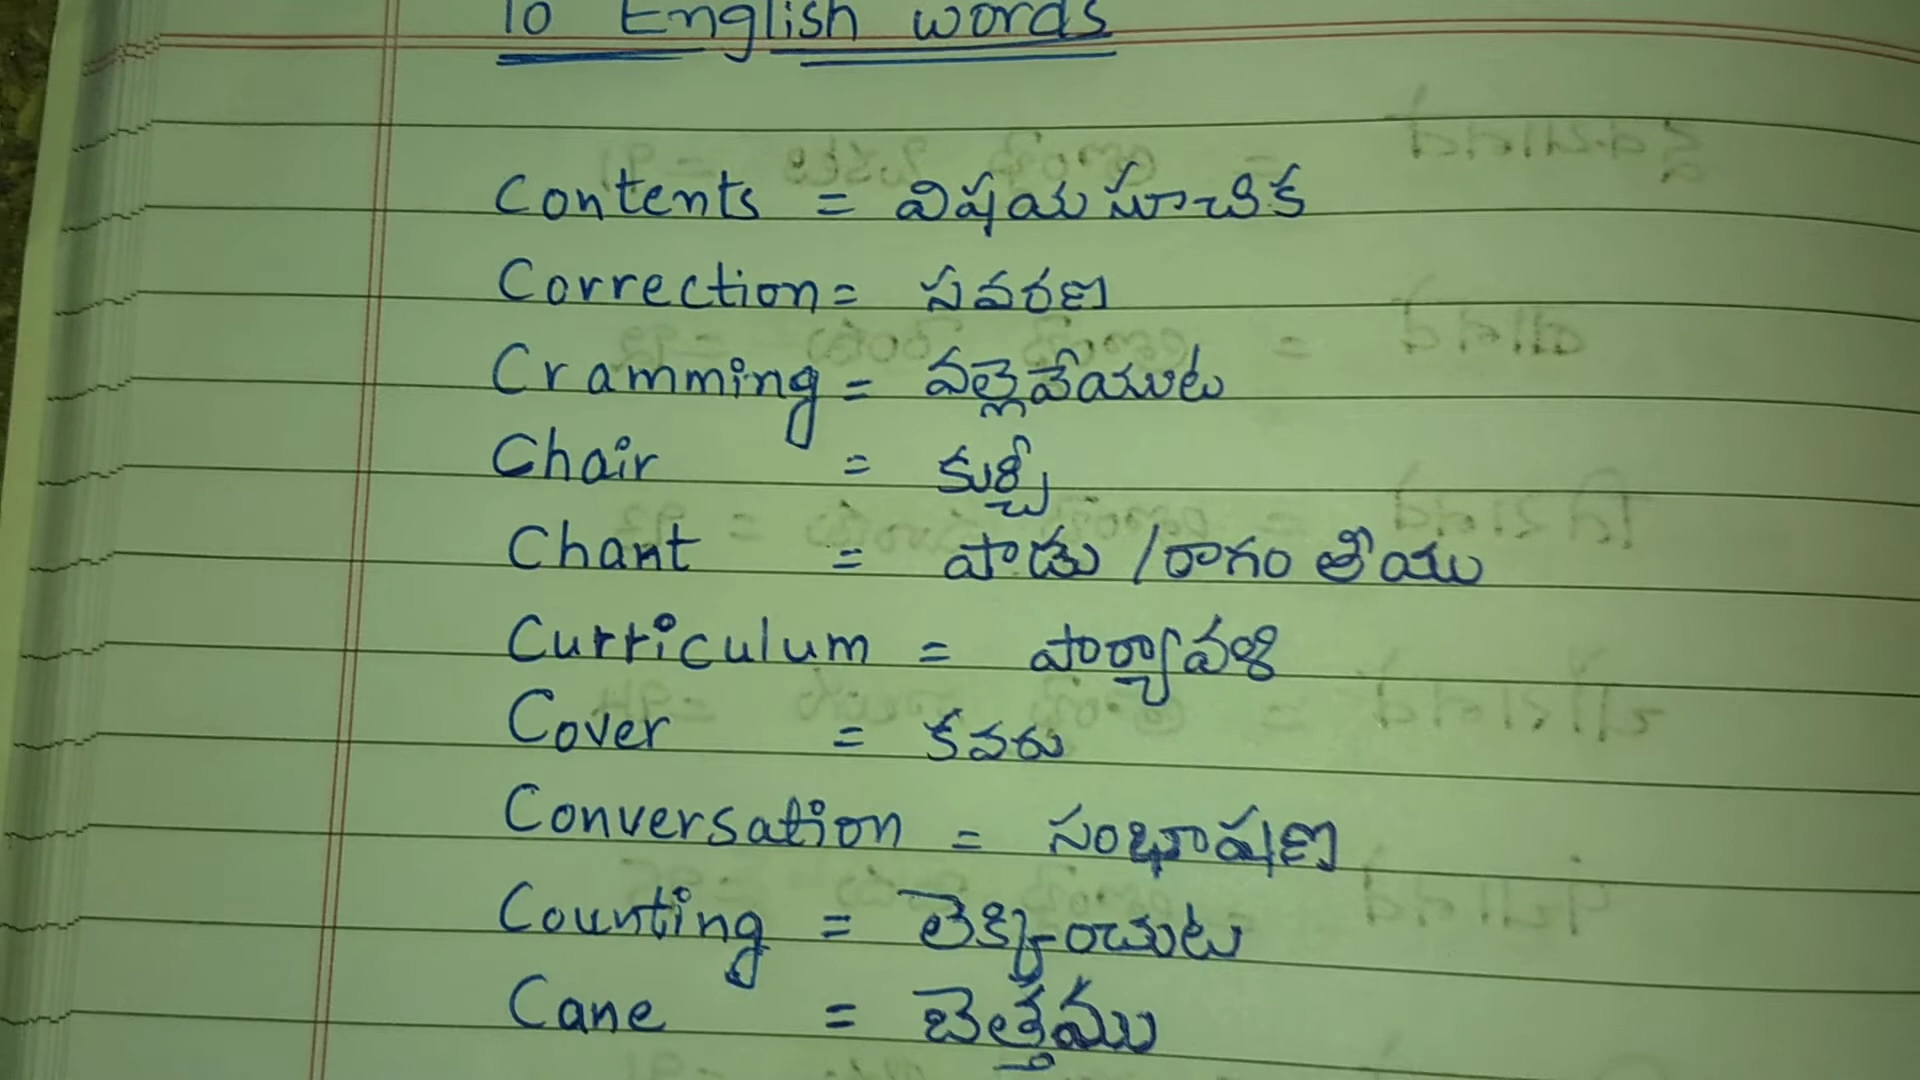 10 English words
Contents = విషయసూచిక
Correction = సవరణ
Cramming = వల్లెవేయుట
Chair = కుర్చీ
Chant = పాడు / రాగం తీయు
Curriculum = పాఠ్యావళి
Cover = కవరు
Conversation = సంభాషణ
Counting = లెక్కించుట
Cane = బెత్తము